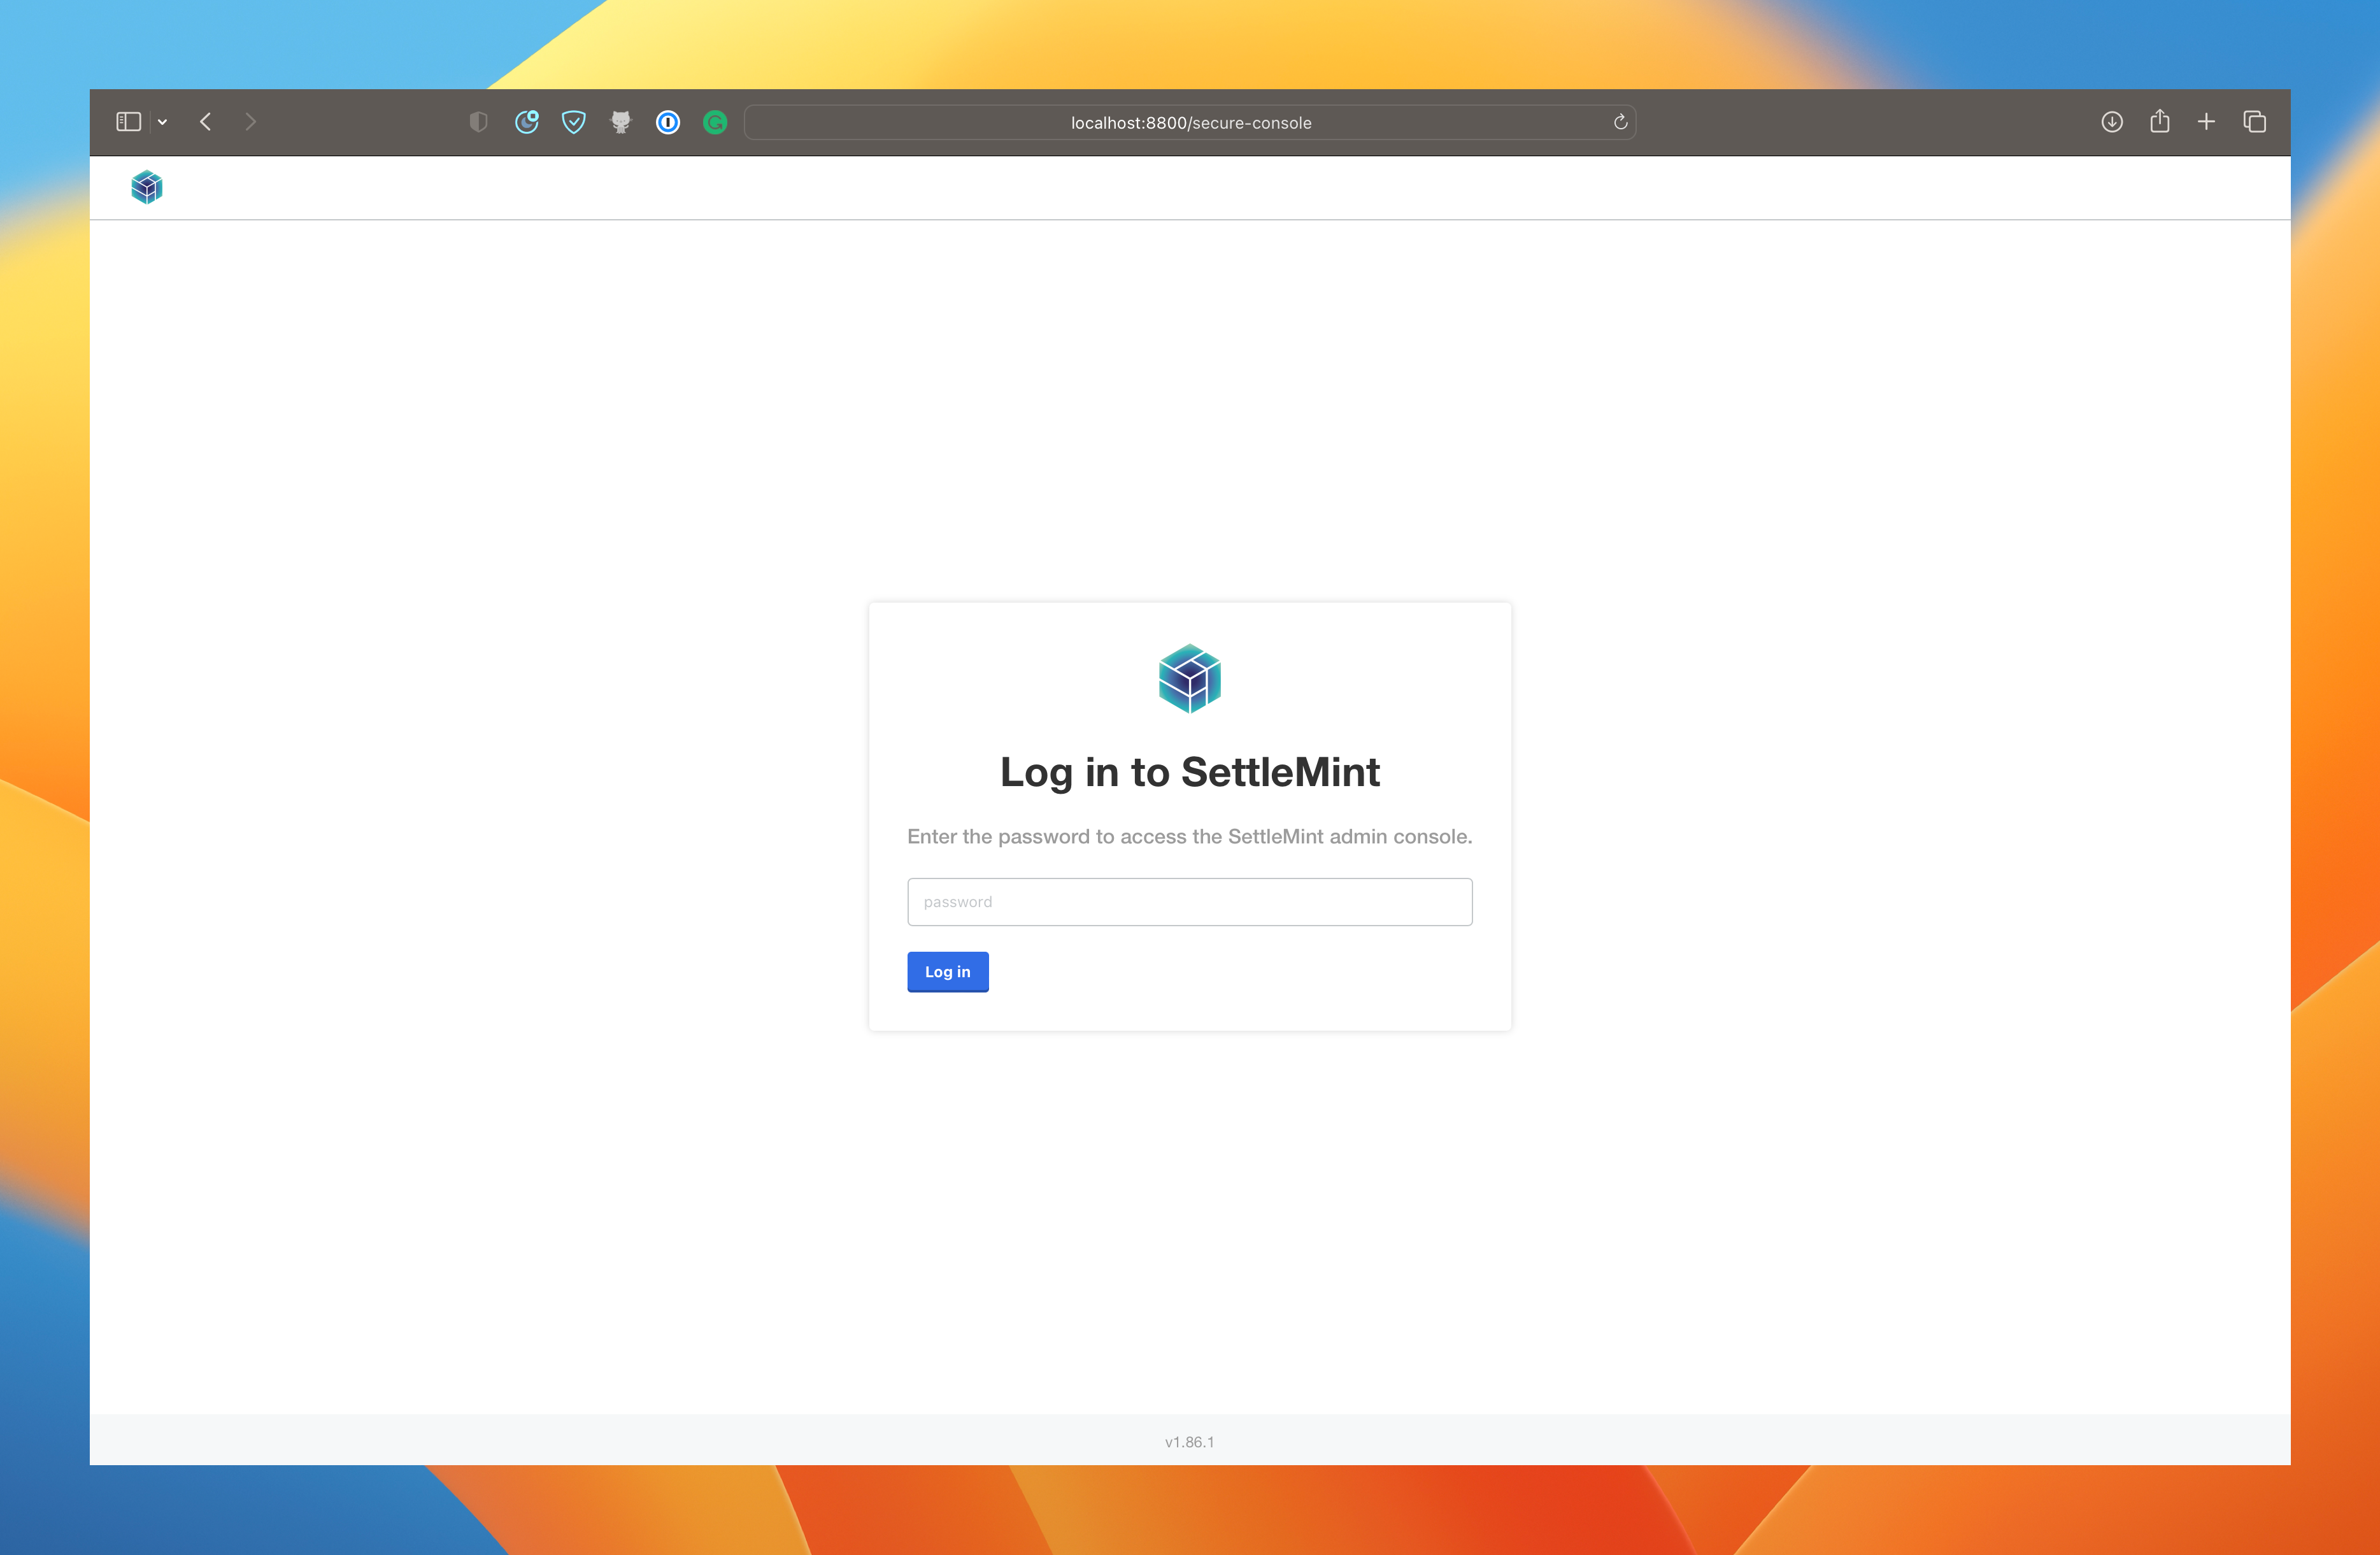 localhost:8800/secure-console
Log in to SettleMint
Enter the password to access the SettleMint admin console.
password
Log in
v1.86.1